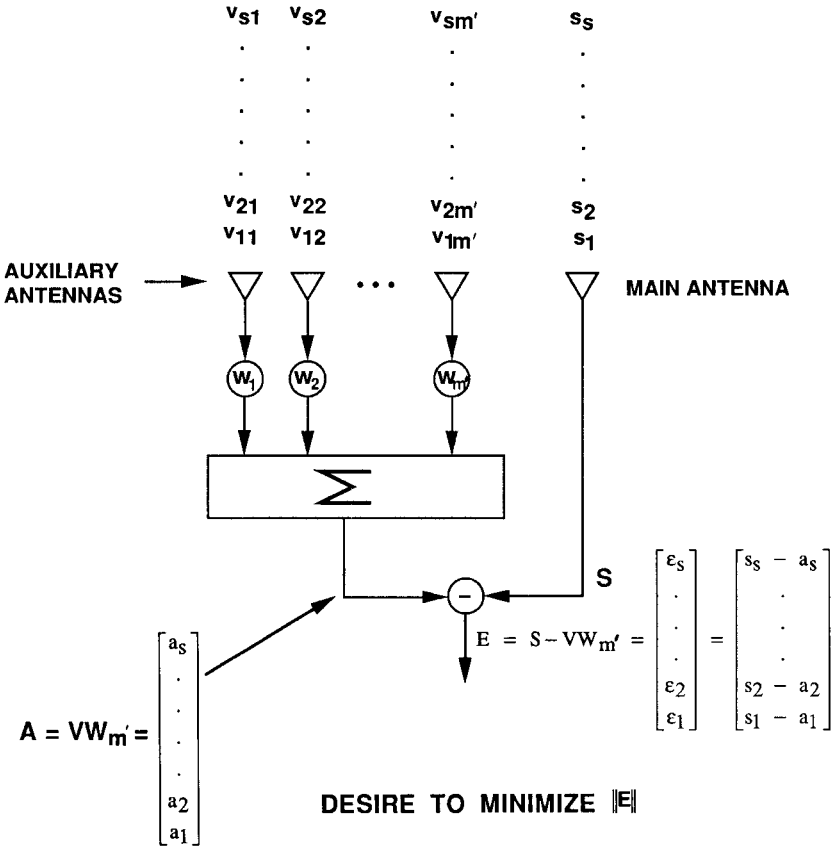 v_s1 v_s2 v_sm′ s_s
v_21 v_22 v_2m′ s_2
v_11 v_12 v_1m′ s_1
AUXILIARY
ANTENNAS
• • •
MAIN ANTENNA
w_1 w_2 w_m′
Σ
S
−
E = S − VW_m′ = [ε_s . . . ε_2 ε_1] = [s_s − a_s . . . s_2 − a_2 s_1 − a_1]
A = VW_m′ = [a_s . . . . a_2 a_1]
DESIRE TO MINIMIZE ‖E‖